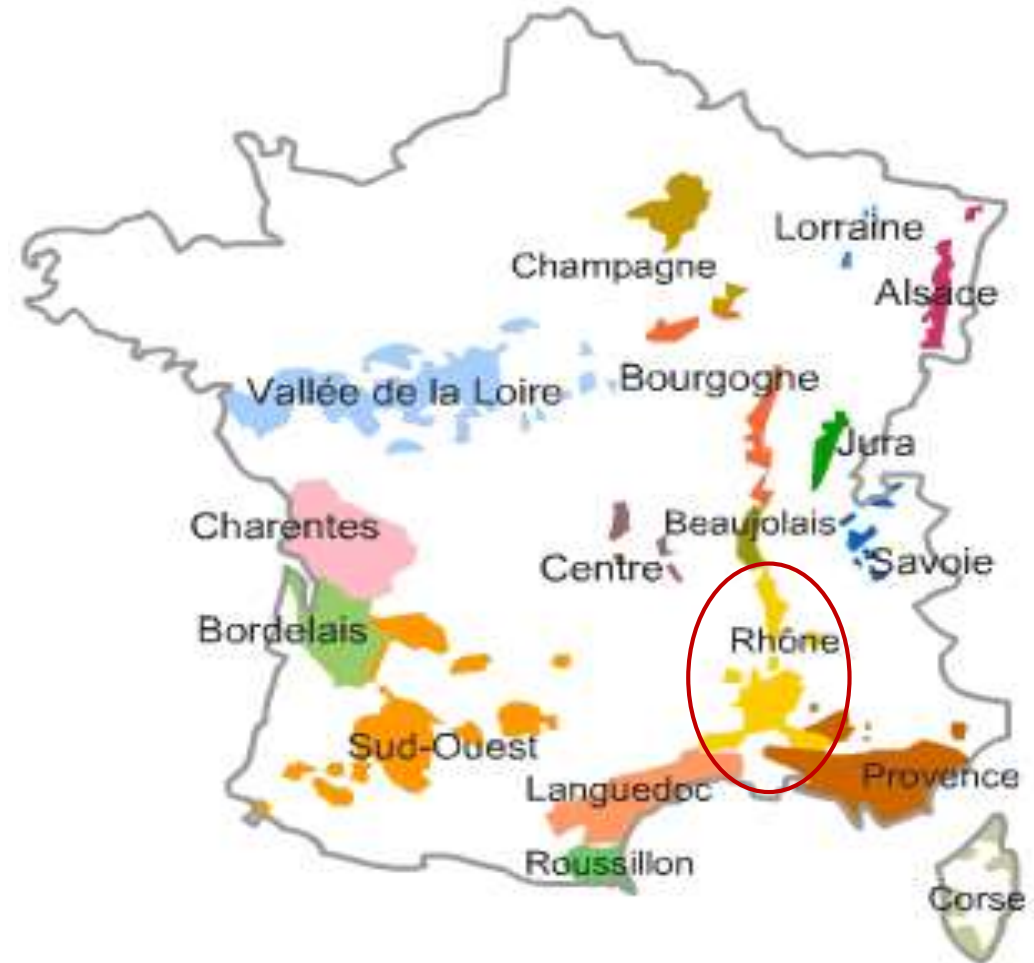 Lorraine
Champagne
Alsace
Bourgogne
Vallée de la Loire
Jura
Charentes
Beaujolais
Centre
Savoie
Bordelais
Rhône
Sud-Ouest
Languedoc
Provence
Roussillon
Corse